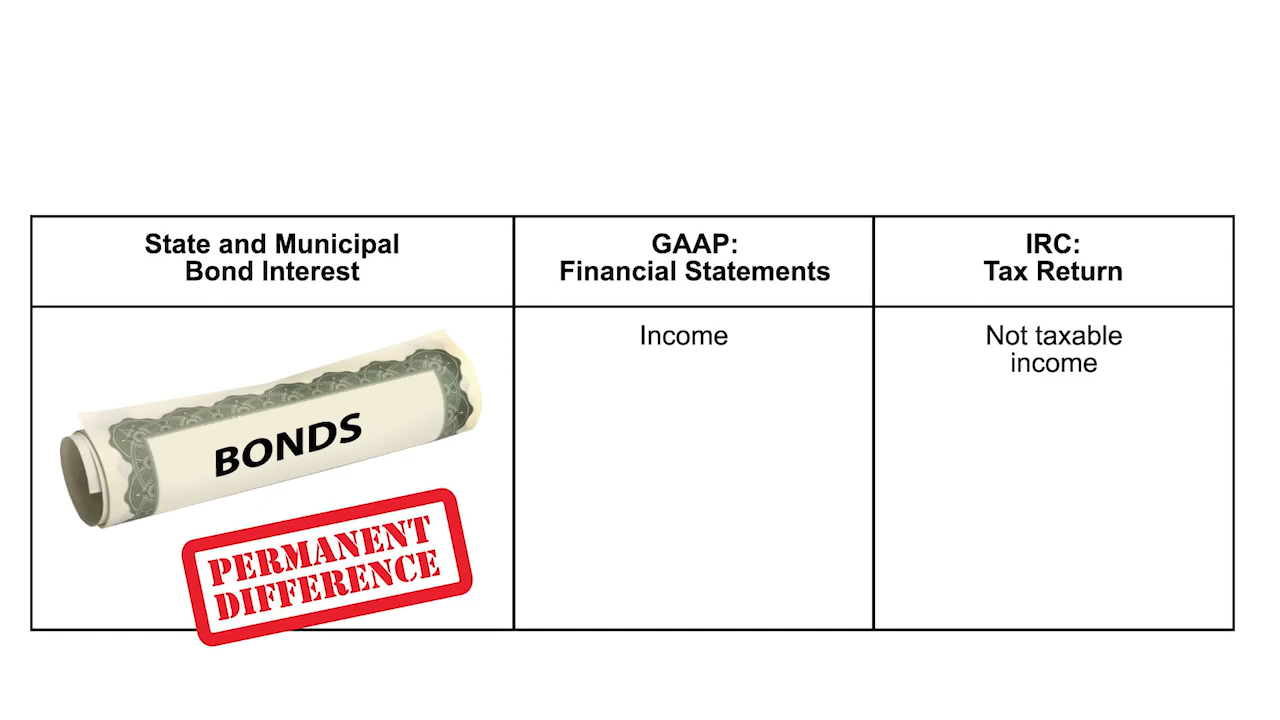 State and Municipal
Bond Interest
GAAP:
Financial Statements
IRC:
Tax Return
BONDS
PERMANENT
DIFFERENCE
Income
Not taxable
income